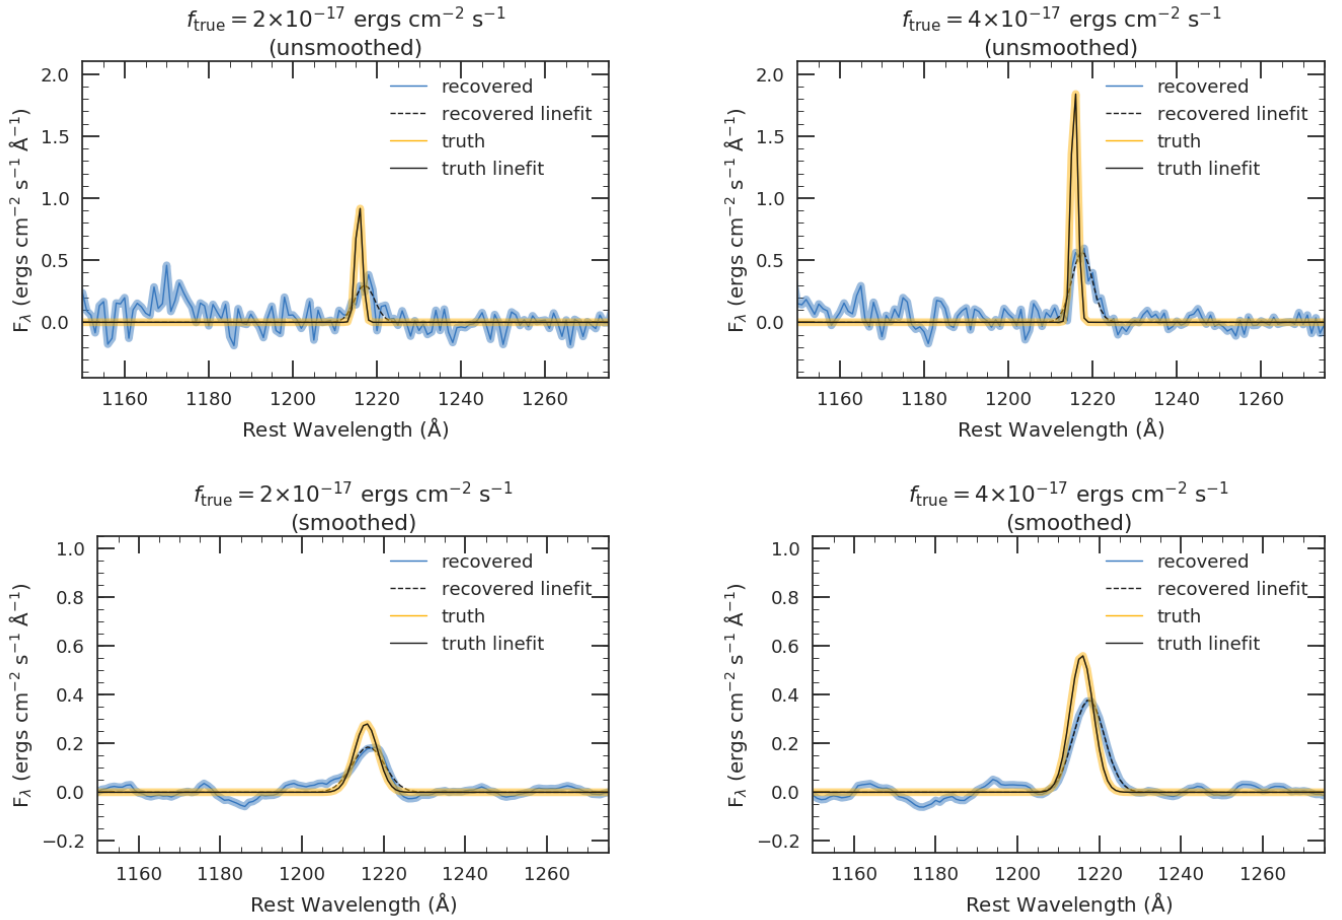 f_true = 2×10⁻¹⁷ ergs cm⁻² s⁻¹
(unsmoothed)
2.0
1.5
1.0
0.5
0.0
F_λ (ergs cm⁻² s⁻¹ Å⁻¹)
recovered
recovered linefit
truth
truth linefit
1160 1180 1200 1220 1240 1260
Rest Wavelength (Å)
f_true = 4×10⁻¹⁷ ergs cm⁻² s⁻¹
(unsmoothed)
2.0
1.5
1.0
0.5
0.0
F_λ (ergs cm⁻² s⁻¹ Å⁻¹)
recovered
recovered linefit
truth
truth linefit
1160 1180 1200 1220 1240 1260
Rest Wavelength (Å)
f_true = 2×10⁻¹⁷ ergs cm⁻² s⁻¹
(smoothed)
1.0
0.8
0.6
0.4
0.2
0.0
−0.2
F_λ (ergs cm⁻² s⁻¹ Å⁻¹)
recovered
recovered linefit
truth
truth linefit
1160 1180 1200 1220 1240 1260
Rest Wavelength (Å)
f_true = 4×10⁻¹⁷ ergs cm⁻² s⁻¹
(smoothed)
1.0
0.8
0.6
0.4
0.2
0.0
−0.2
F_λ (ergs cm⁻² s⁻¹ Å⁻¹)
recovered
recovered linefit
truth
truth linefit
1160 1180 1200 1220 1240 1260
Rest Wavelength (Å)